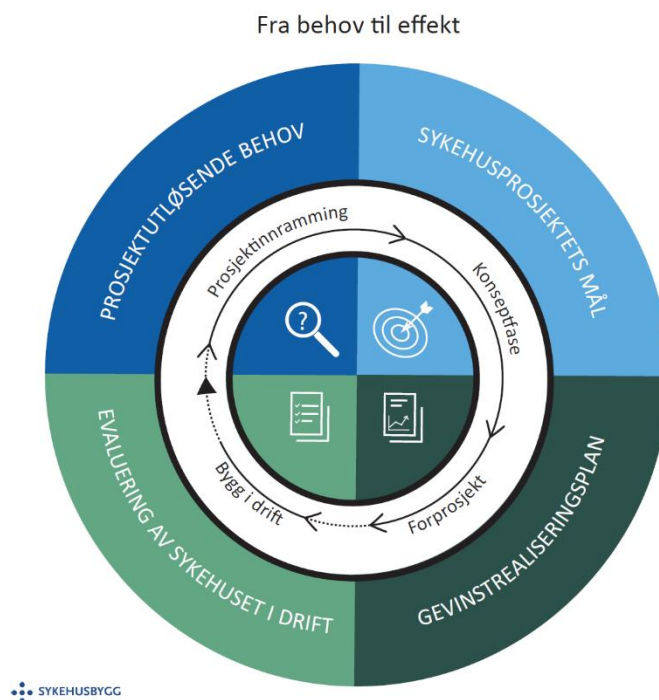 Fra behov til effekt
PROSJEKTUTLØSENDE BEHOV
SYKEHUSPROSJEKTETS MÅL
Prosjektinnramming
Konseptfase
?
Forprosjekt
Bygg i drift
EVALUERING AV SYKEHUSET I DRIFT
GEVINSTREALISERINGSPLAN
SYKEHUSBYGG